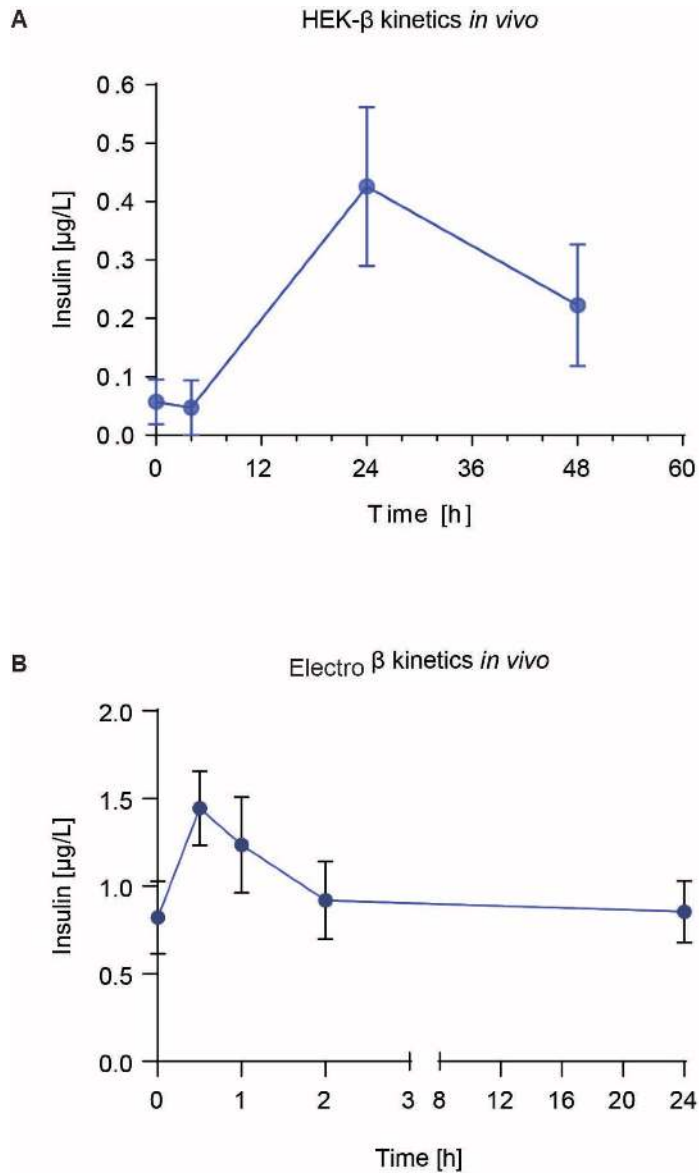 A
HEK-β kinetics in vivo
0.6
0.5
0.4
0.3
0.2
0.1
0.0
Insulin [µg/L]
0 12 24 36 48 60
Time [h]
B
Electro β kinetics in vivo
2.0
1.5
1.0
0.5
0.0
Insulin [µg/L]
0 1 2 3 8 12 16 20 24
Time [h]